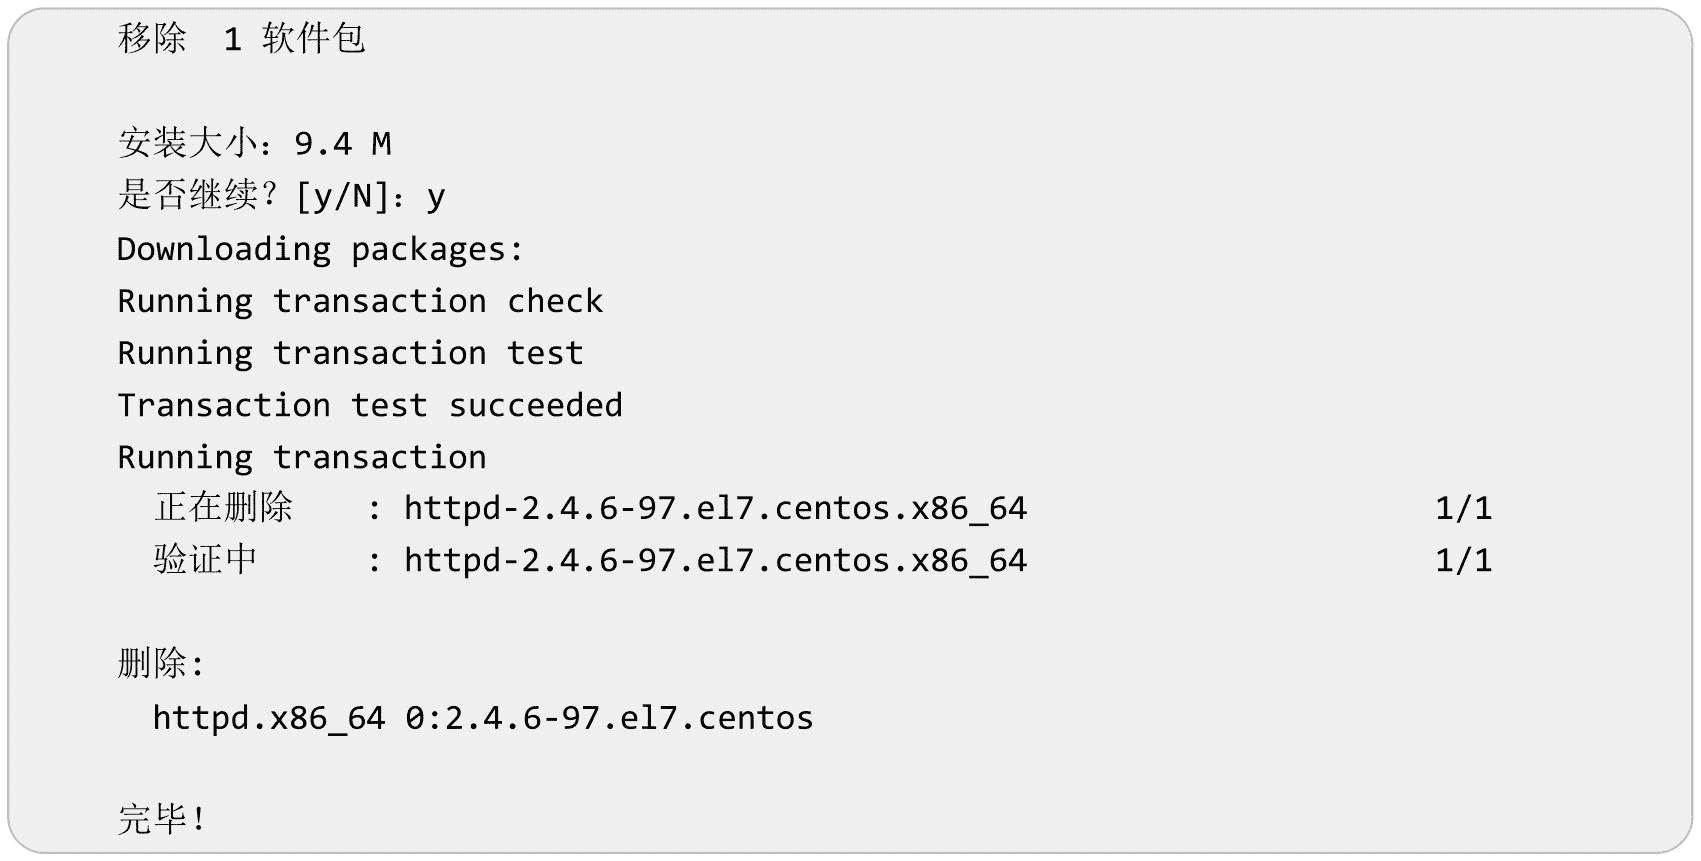 移除  1 软件包
安装大小：9.4 M
是否继续？[y/N]：y
Downloading packages:
Running transaction check
Running transaction test
Transaction test succeeded
Running transaction
  正在删除    : httpd-2.4.6-97.el7.centos.x86_64                     1/1
  验证中      : httpd-2.4.6-97.el7.centos.x86_64                     1/1
删除:
  httpd.x86_64 0:2.4.6-97.el7.centos
完毕！